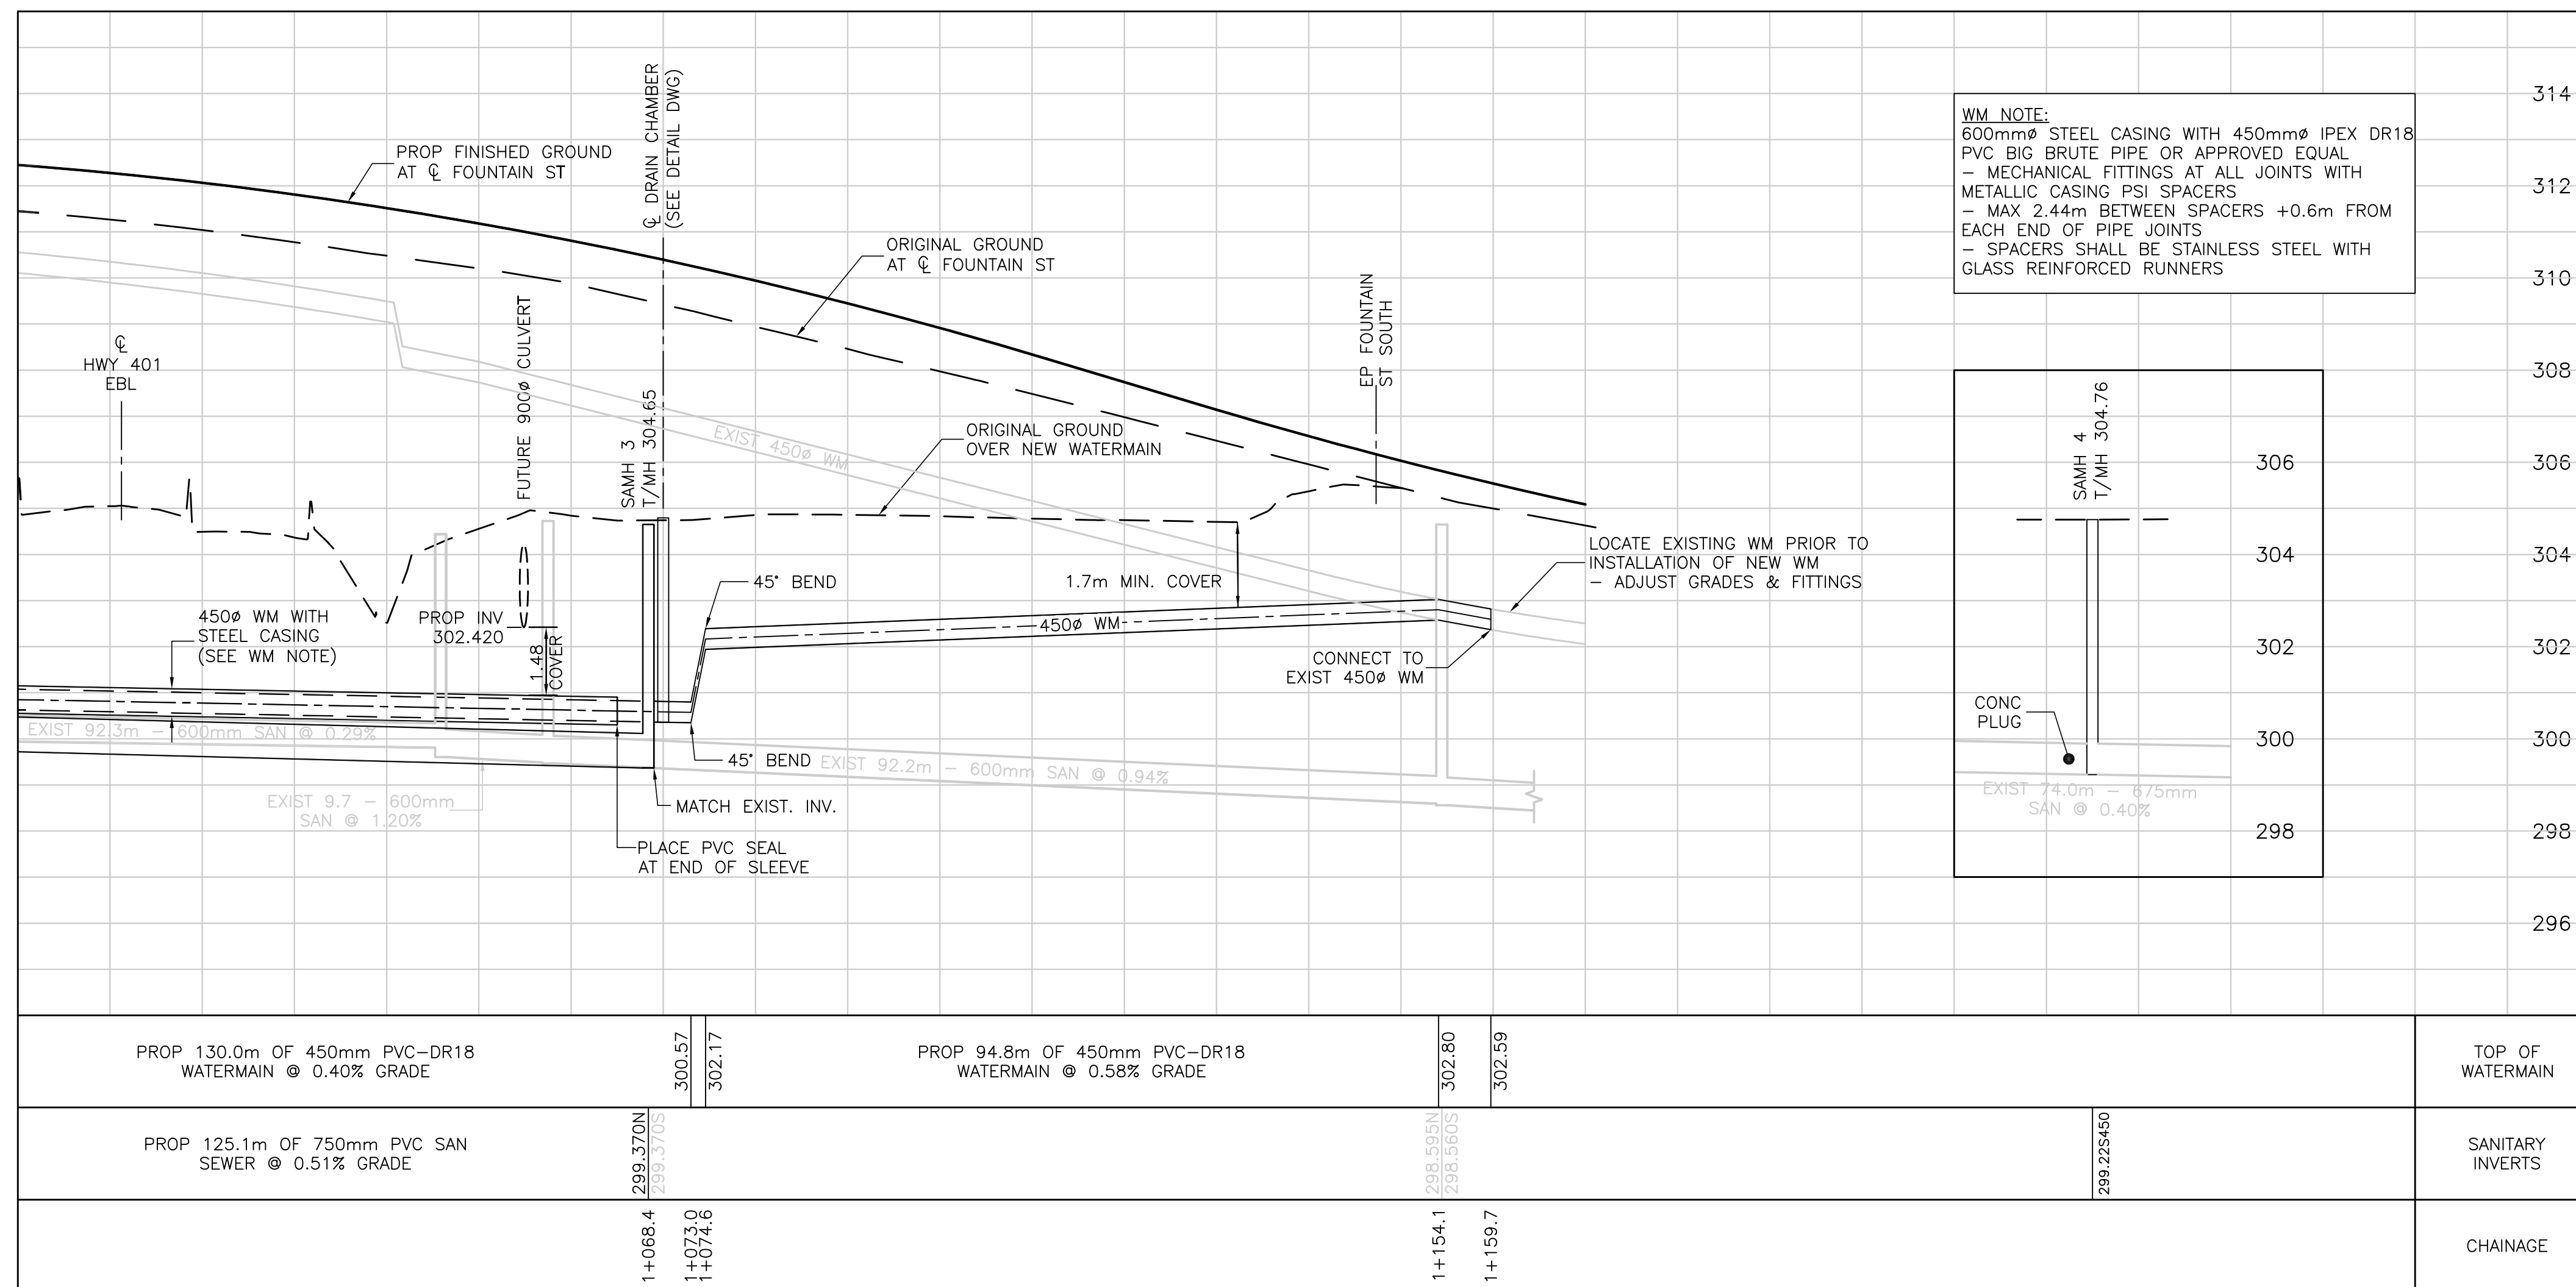 PROP FINISHED GROUND
AT ℄ FOUNTAIN ST
℄ DRAIN CHAMBER
(SEE DETAIL DWG)
ORIGINAL GROUND
AT ℄ FOUNTAIN ST
℄
HWY 401
EBL
FUTURE 900ø CULVERT
SAMH 3
T/MH 304.65
EXIST 450ø WM
ORIGINAL GROUND
OVER NEW WATERMAIN
EP FOUNTAIN
ST SOUTH
WM NOTE:
600mmø STEEL CASING WITH 450mmø IPEX DR18
PVC BIG BRUTE PIPE OR APPROVED EQUAL
– MECHANICAL FITTINGS AT ALL JOINTS WITH
METALLIC CASING PSI SPACERS
– MAX 2.44m BETWEEN SPACERS +0.6m FROM
EACH END OF PIPE JOINTS
– SPACERS SHALL BE STAINLESS STEEL WITH
GLASS REINFORCED RUNNERS
314
312
310
308
306
304
302
300
298
296
450ø WM WITH
STEEL CASING
(SEE WM NOTE)
PROP INV
302.420
1.48
COVER
45° BEND
1.7m MIN. COVER
450ø WM
LOCATE EXISTING WM PRIOR TO
INSTALLATION OF NEW WM
– ADJUST GRADES & FITTINGS
CONNECT TO
EXIST 450ø WM
EXIST 92.3m – 600mm SAN @ 0.29%
EXIST 9.7 – 600mm
SAN @ 1.20%
45° BEND
EXIST 92.2m – 600mm SAN @ 0.94%
MATCH EXIST. INV.
PLACE PVC SEAL
AT END OF SLEEVE
SAMH 4
T/MH 304.76
306
304
302
300
298
CONC
PLUG
EXIST 74.0m – 675mm
SAN @ 0.40%
PROP 130.0m OF 450mm PVC–DR18
WATERMAIN @ 0.40% GRADE
300.57
302.17
PROP 94.8m OF 450mm PVC–DR18
WATERMAIN @ 0.58% GRADE
302.80
302.59
TOP OF
WATERMAIN
PROP 125.1m OF 750mm PVC SAN
SEWER @ 0.51% GRADE
299.370N
299.370S
298.595N
298.560S
299.22S450
SANITARY
INVERTS
1+068.4
1+073.0
1+074.6
1+154.1
1+159.7
CHAINAGE